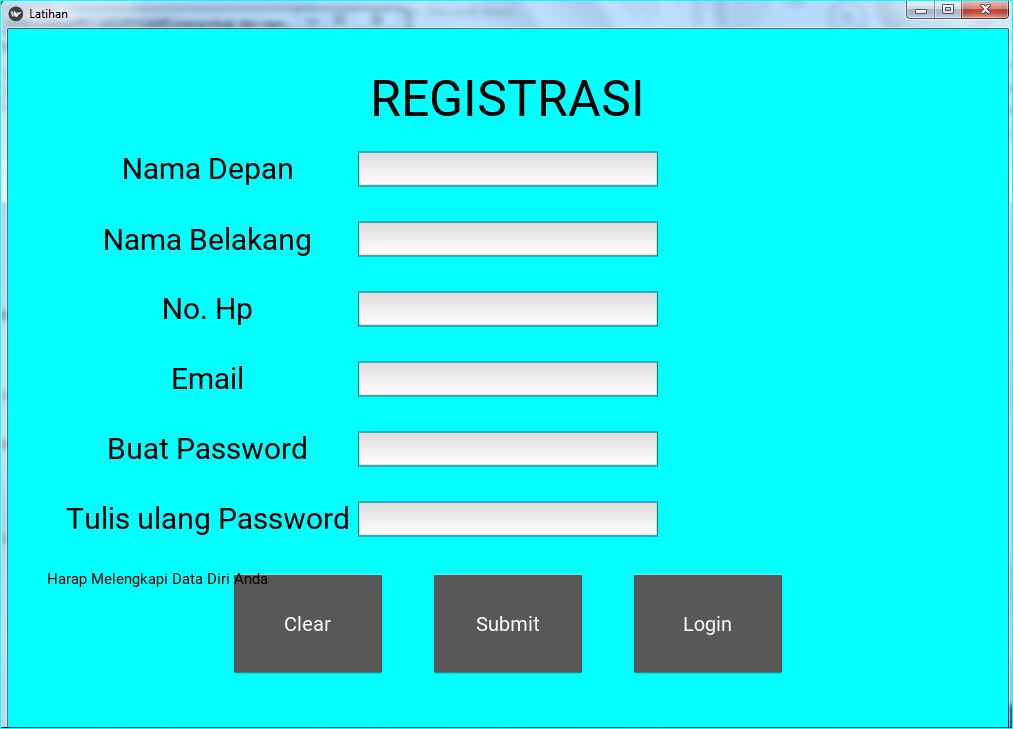 Latihan
REGISTRASI
Nama Depan
Nama Belakang
No. Hp
Email
Buat Password
Tulis ulang Password
Harap Melengkapi Data Diri Anda
Clear
Submit
Login